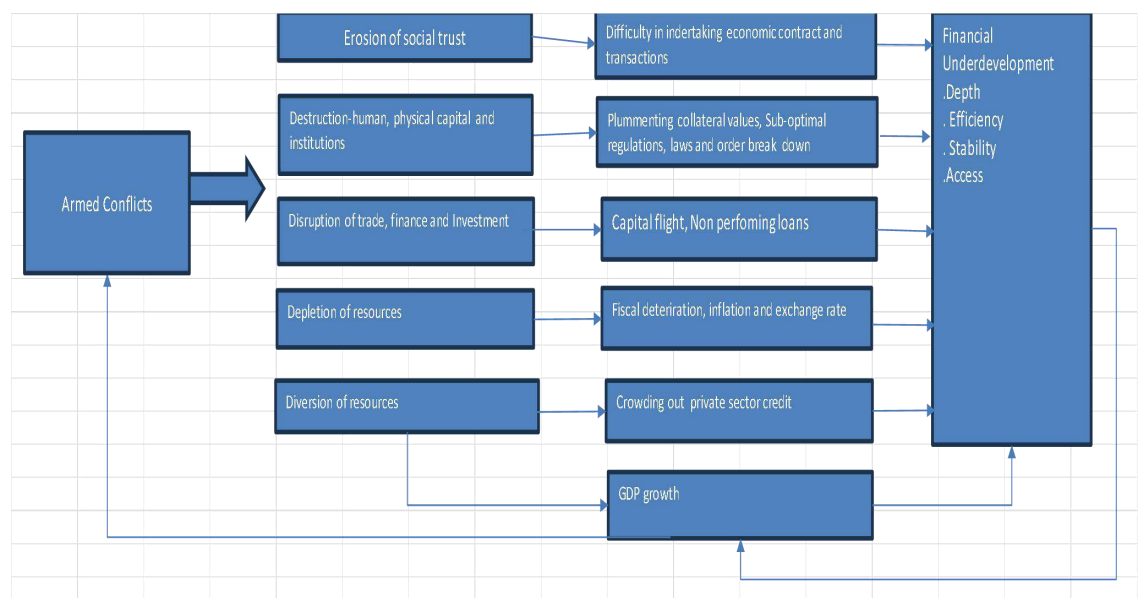 Erosion of social trust
Difficulty in indertaking economic contract and
transactions
Financial
Underdevelopment
.Depth
. Efficiency
. Stability
.Access
Destruction-human, physical capital and
institutions
Plummenting collateral values, Sub-optimal
regulations, laws and order break down
Armed Conflicts
Disruption of trade, finance and Investment
Capital flight, Non perfoming loans
Depletion of resources
Fiscal deteriration, inflation and exchange rate
Diversion of resources
Crowding out private sector credit
GDP growth